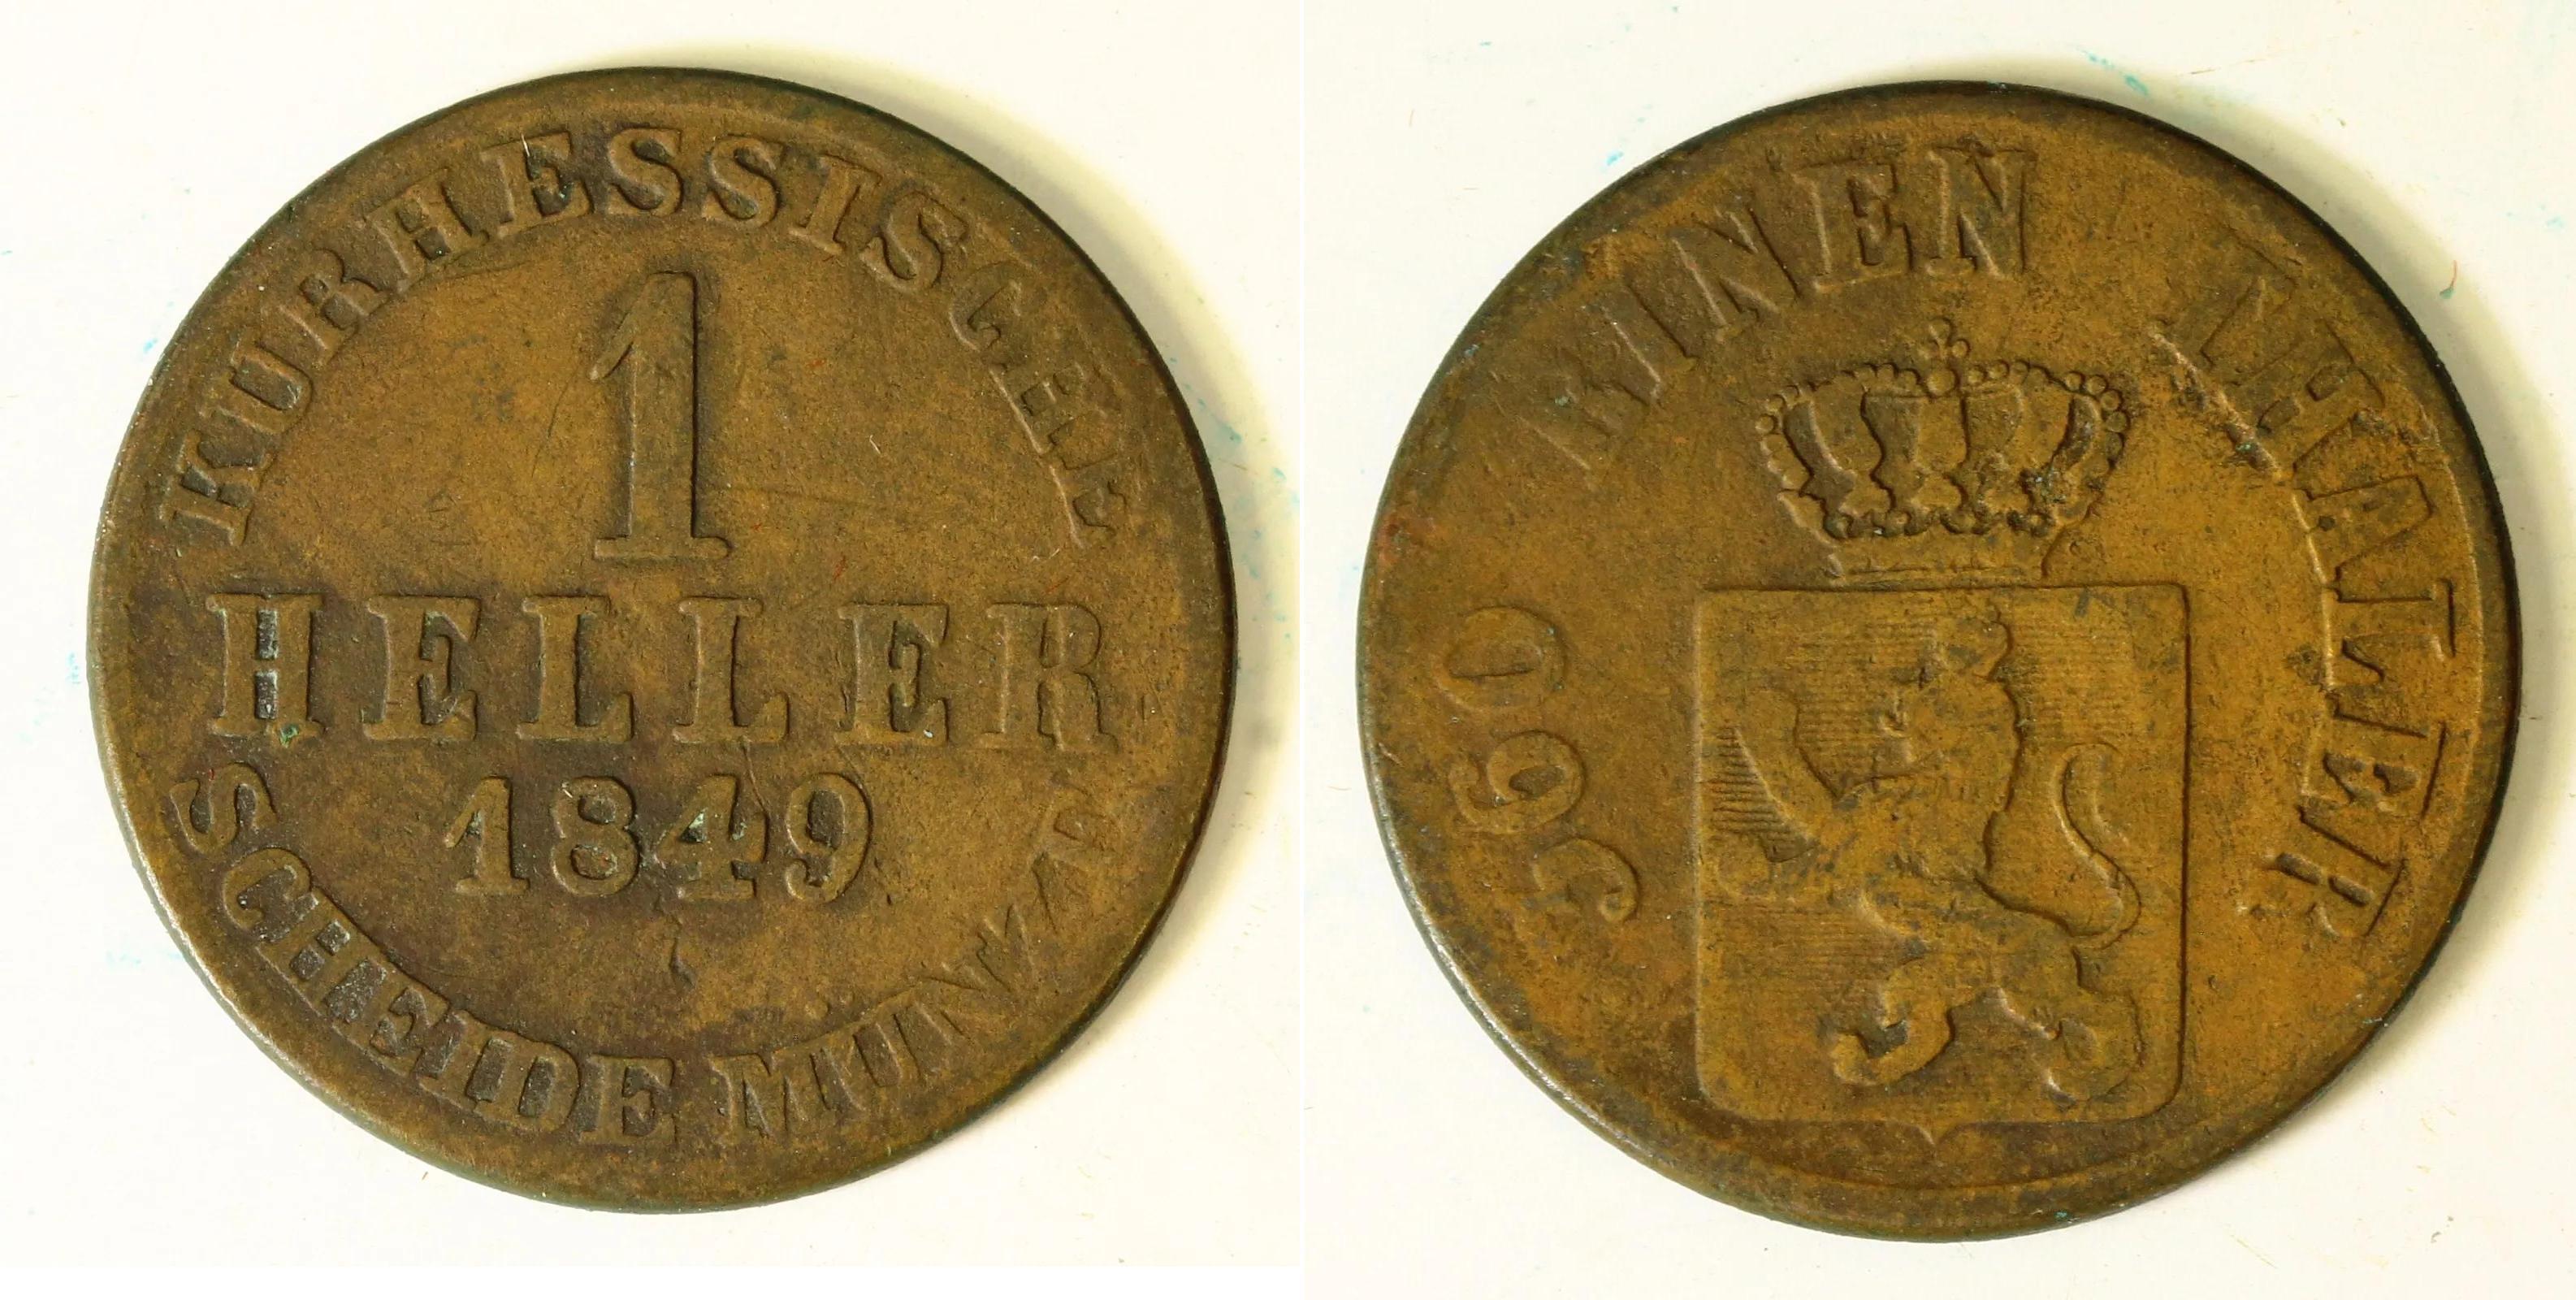 KURHESSISCHE
1
HELLER
1849
SCHEIDE MÜNZE
360 EINEN THALER